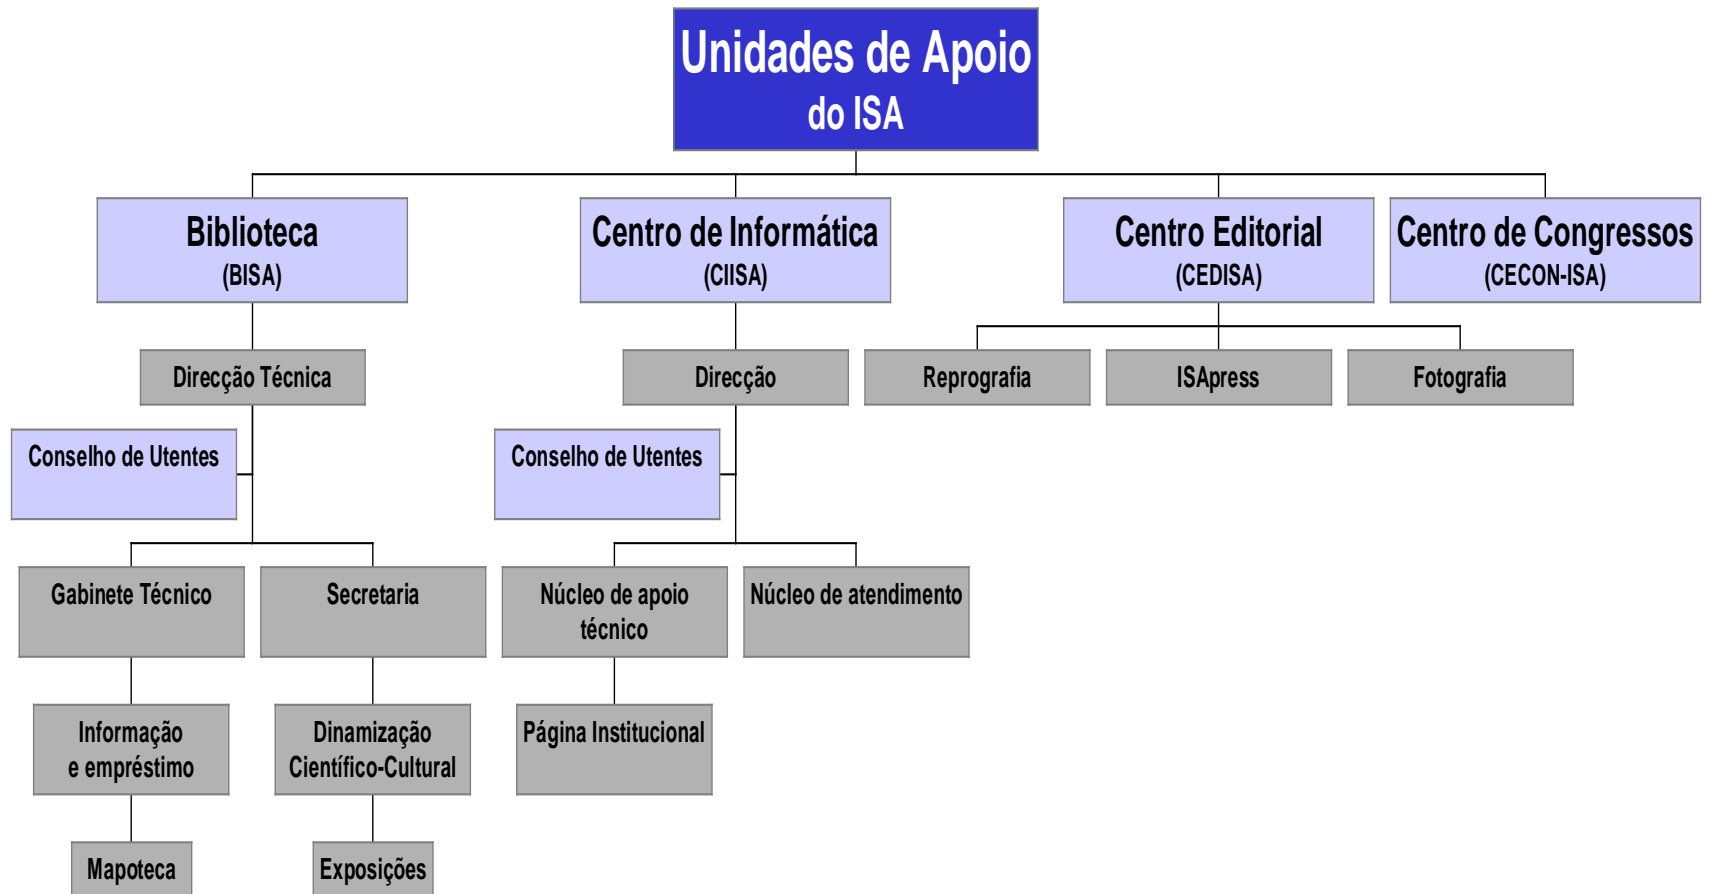 Unidades de Apoio
do ISA
Biblioteca
(BISA)
Centro de Informática
(CIISA)
Centro Editorial
(CEDISA)
Centro de Congressos
(CECON-ISA)
Direcção Técnica
Direcção
Reprografia
ISApress
Fotografia
Conselho de Utentes
Conselho de Utentes
Gabinete Técnico
Secretaria
Núcleo de apoio
técnico
Núcleo de atendimento
Informação
e empréstimo
Dinamização
Científico-Cultural
Página Institucional
Mapoteca
Exposições